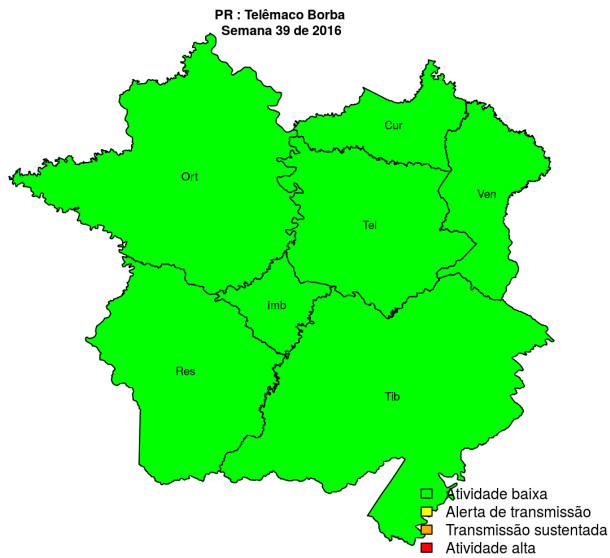 PR : Telêmaco Borba
Semana 39 de 2016
Cur
Ort
Ven
Tel
Imb
Res
Tib
Atividade baixa
Alerta de transmissão
Transmissão sustentada
Atividade alta